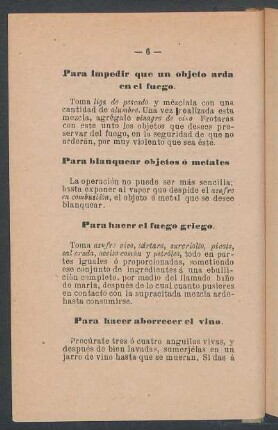 — 6 —
Para impedir que un objeto arda
en el fuego.
Toma liga de pescado y mézclala con una
cantidad de alumbre. Una vez realizada esta
mezcla, agrégalo vinagre de vino Frotarás
con este unto los objetos que desees pre-
servar del fuego, en la seguridad de que no
arderán, por muy violento que sea éste.
Para blanquear objetos ó metales
La operación no puede ser más sencilla;
basta exponer al vapor que despide el azufre
en combustión, el objeto ó metal que se desee
blanquear.
Para hacer el fuego griego.
Toma azufre vivo, tártaro, picote,
sal cruda, aceite común y petróleo, todo en par-
tes iguales ó proporcionadas, sometiendo
ese conjunto de ingredientes á una ebulli-
ción completa, por medio del llamado baño
de maría, después de lo cual cuanto pusieres
en contacto con la supracitada mezcla arde-
hasta consumirse.
Para hacer aborrecer el vino.
Procúrate tres ó cuatro anguilas vivas, y
después de bien lavadas, sumerjelas en un
jarro de vino hasta que se mueran. Si das á